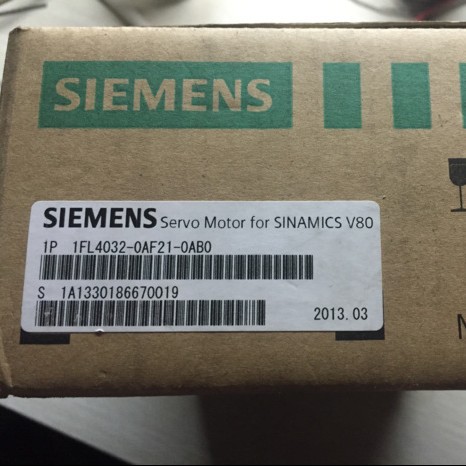 SIEMENS
SIEMENS Servo Motor for SINAMICS V80
1P 1FL4032-0AF21-0AB0
S 1A1330186670019
2013.03